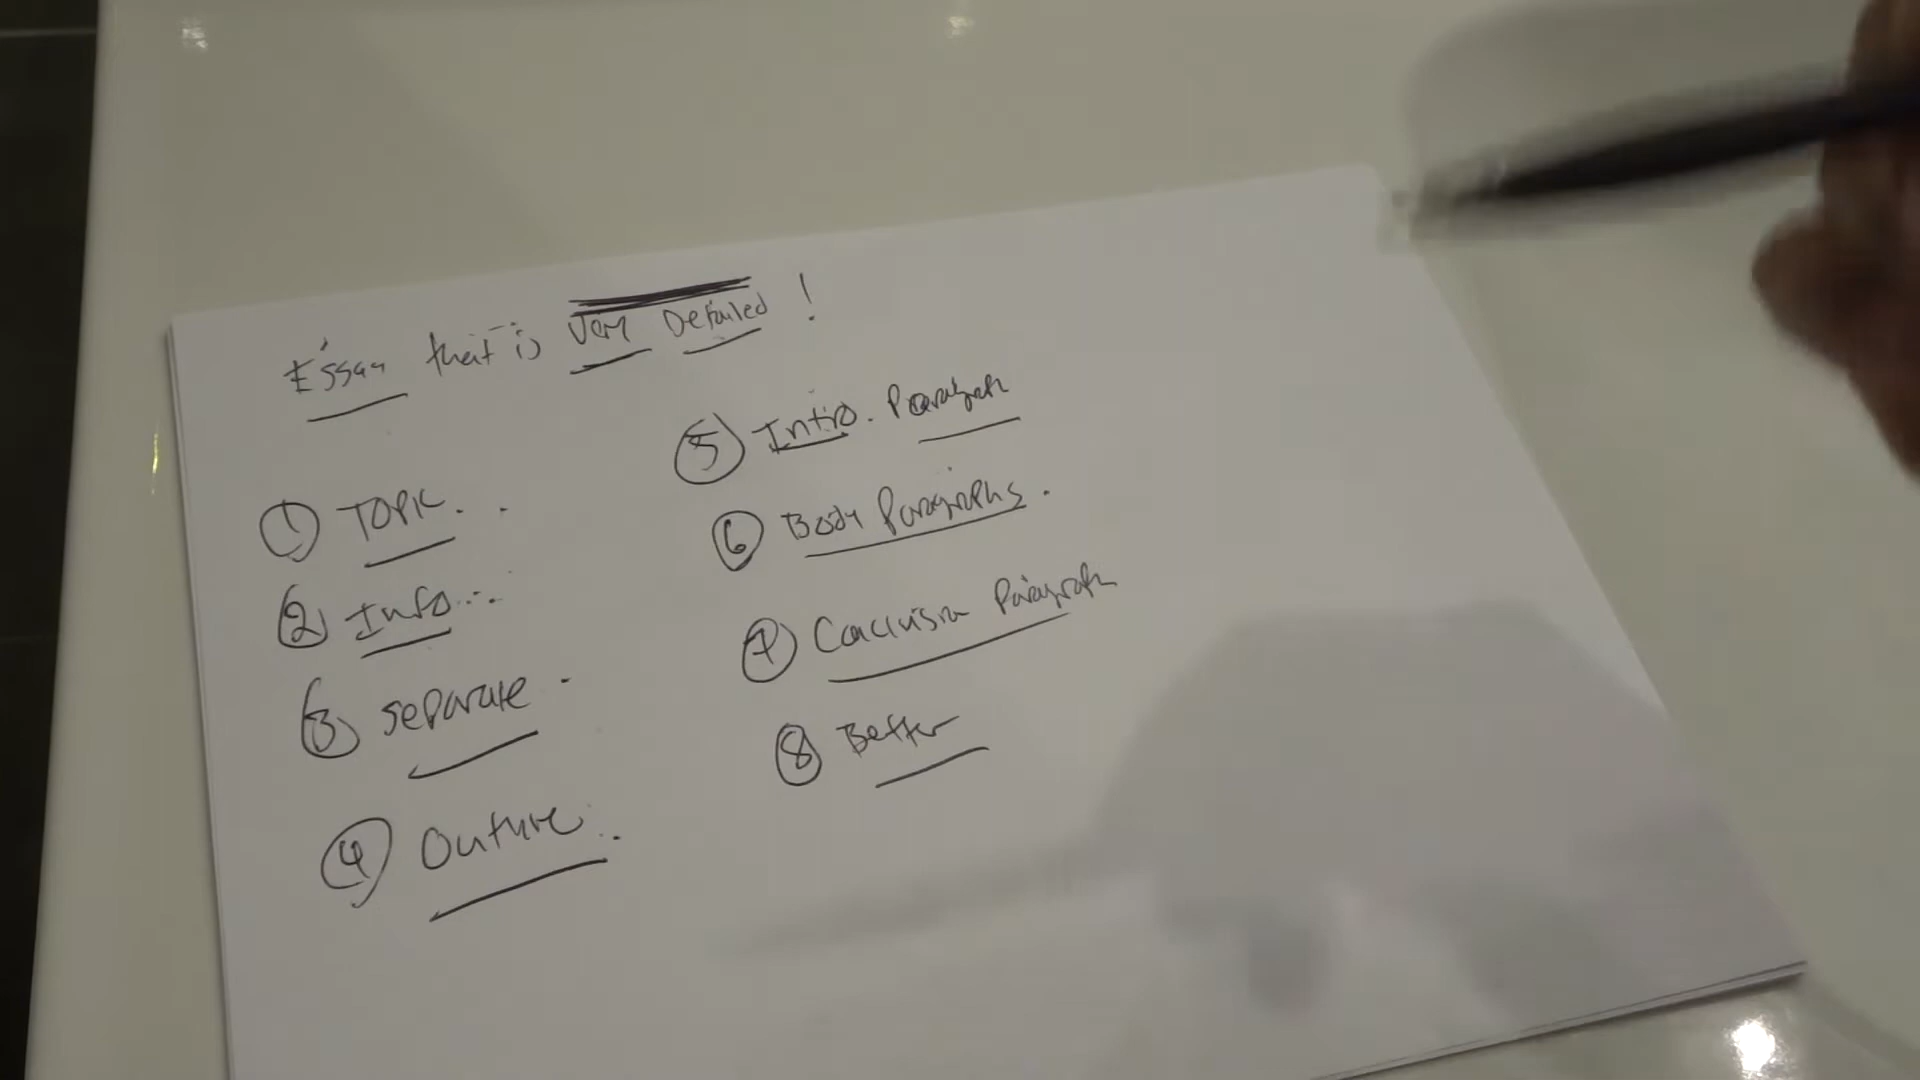 Essay that is Very Detailed !
① Topic.
② Info...
③ separate.
④ Outline..
⑤ Intro. Paragraph
⑥ Body Paragraphs.
⑦ Conclusion Paragraph
⑧ Better